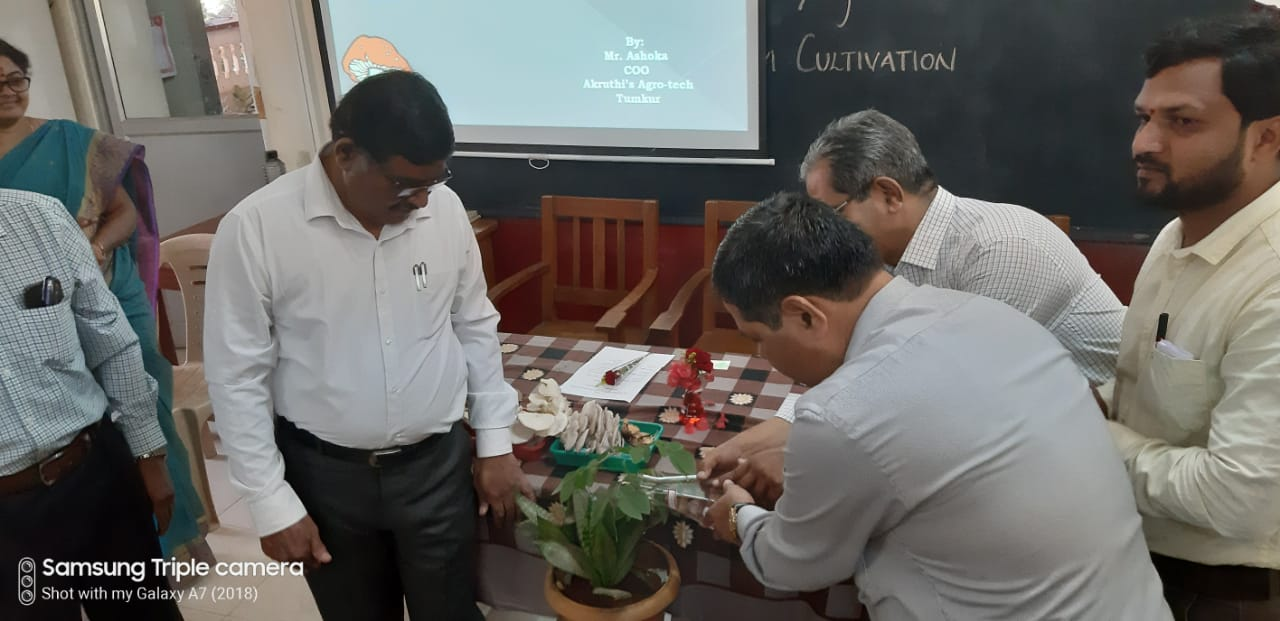 By:
Mr. Ashoka
COO
Akruthi's Agro-tech
Tumkur
CULTIVATION
Samsung Triple camera
Shot with my Galaxy A7 (2018)